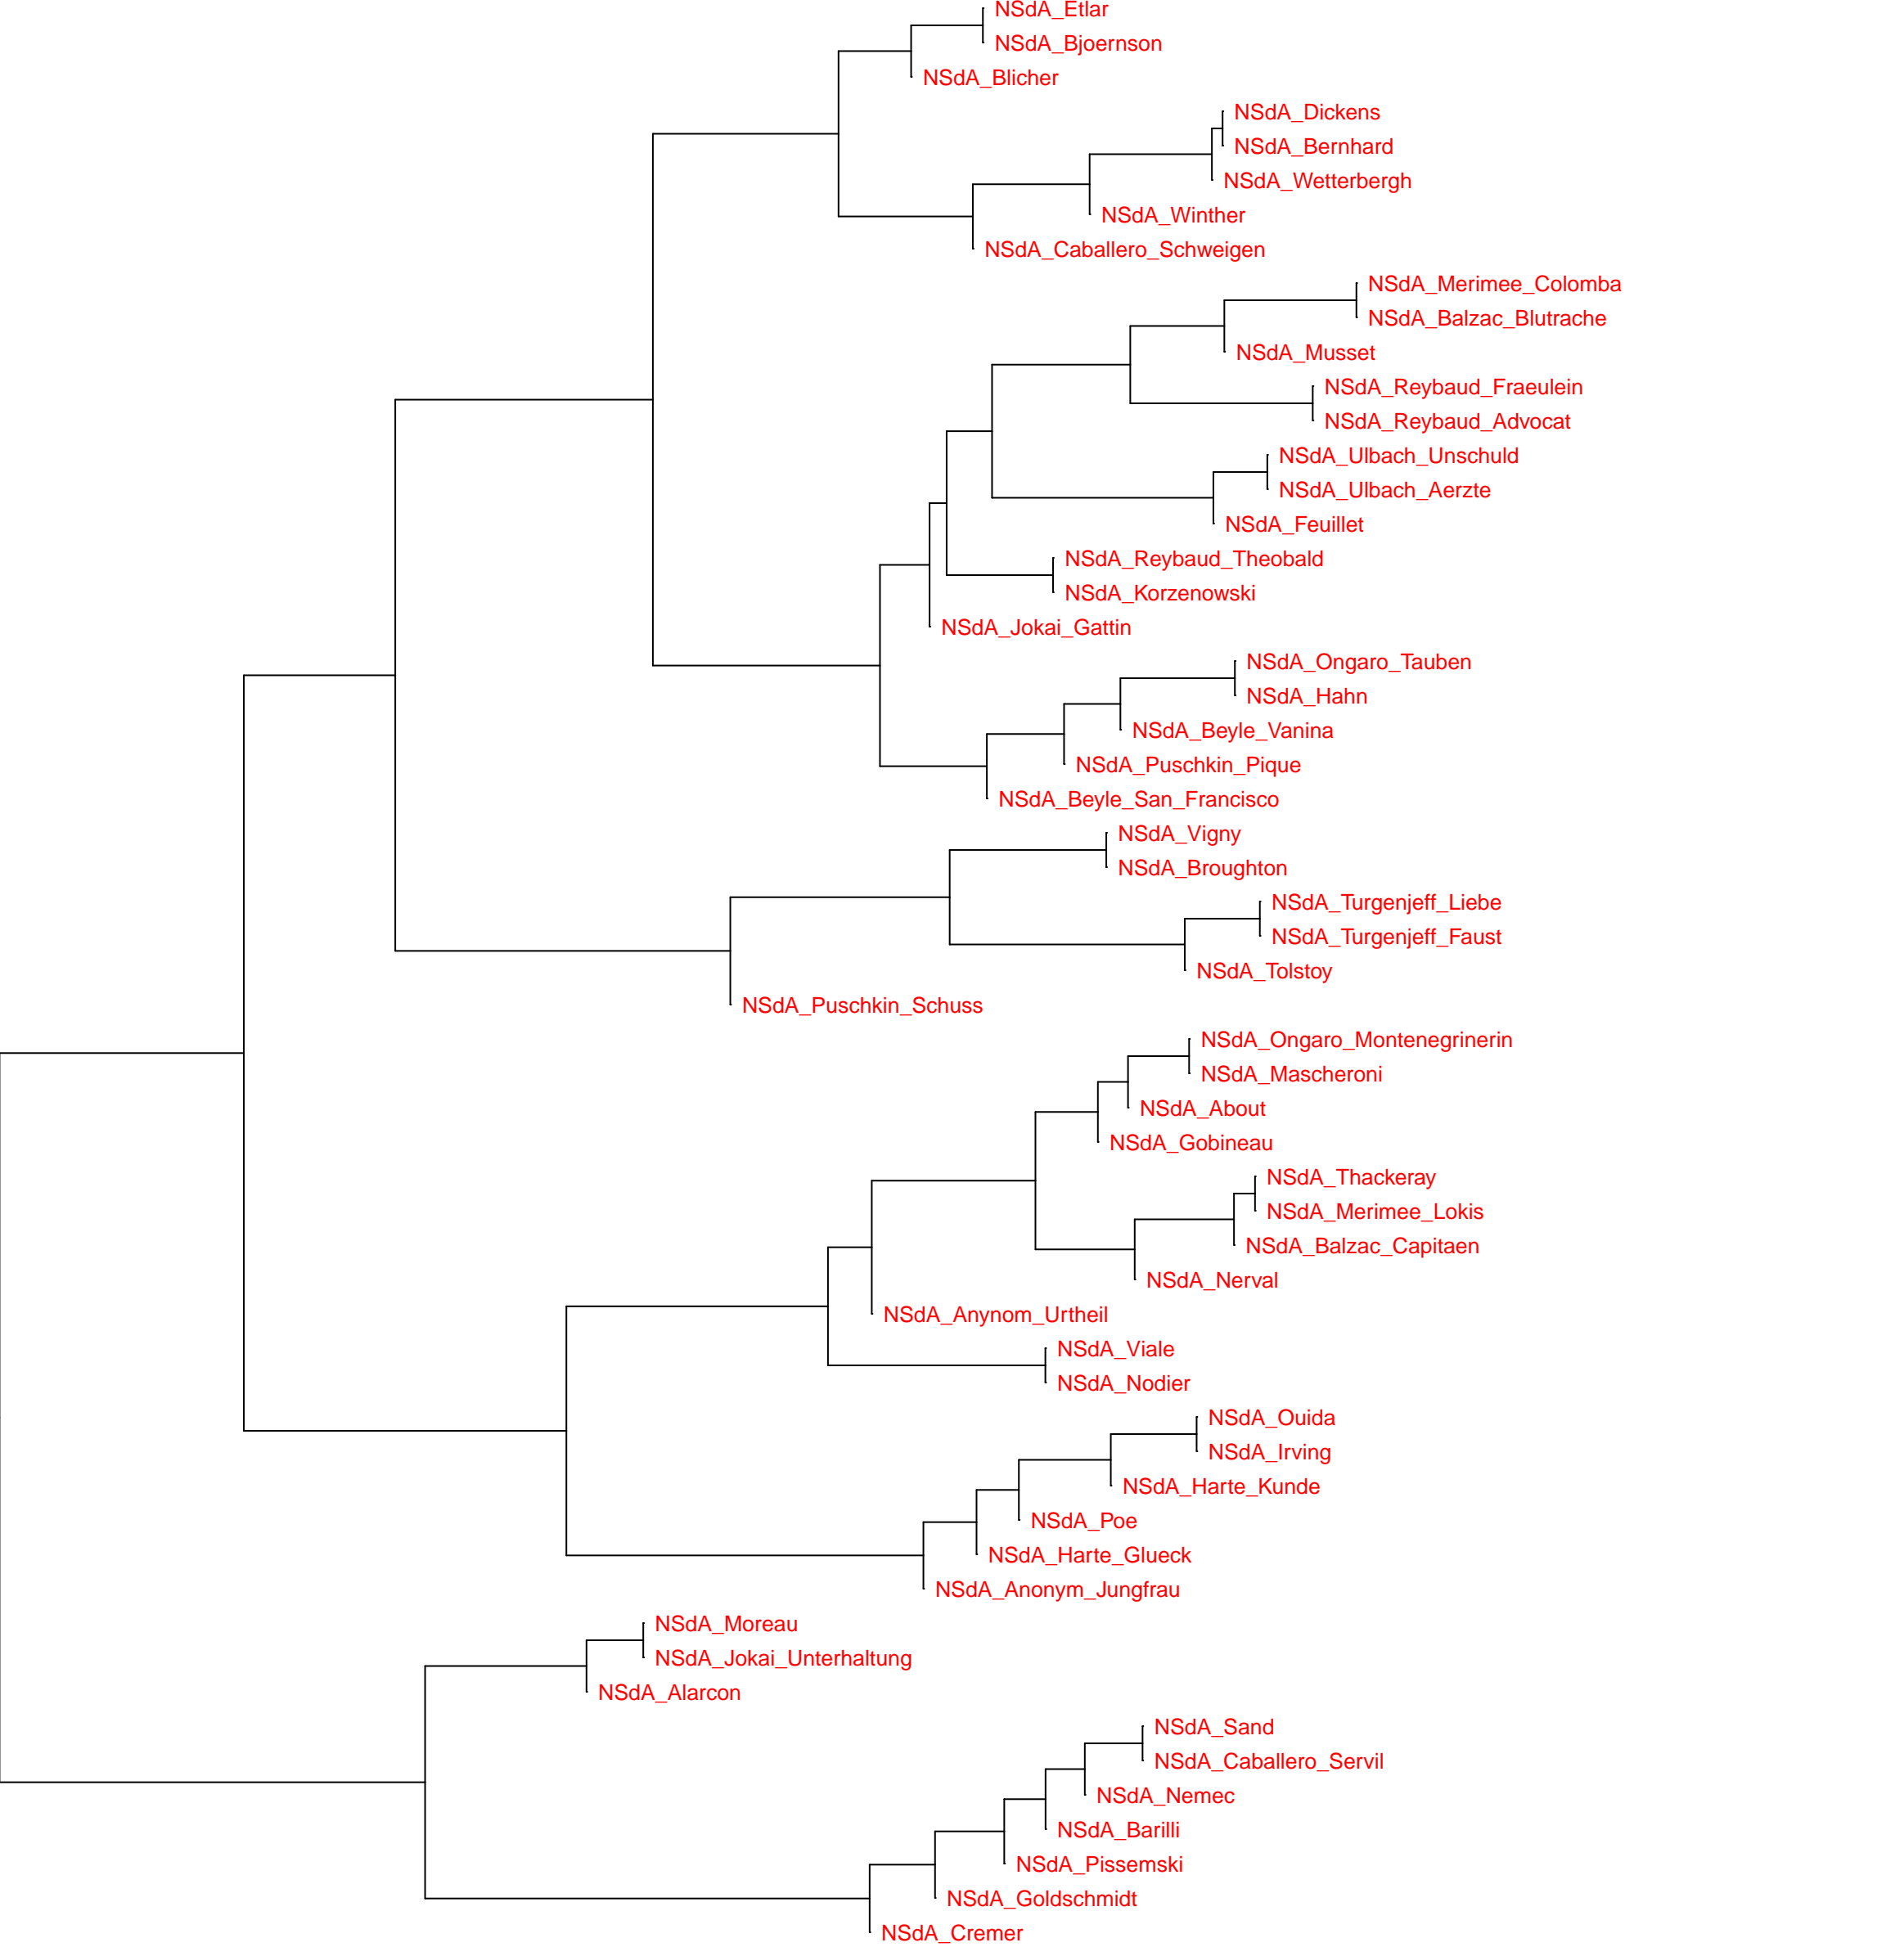 NSdA_Etlar
NSdA_Bjoernson
NSdA_Blicher
NSdA_Dickens
NSdA_Bernhard
NSdA_Wetterbergh
NSdA_Winther
NSdA_Caballero_Schweigen
NSdA_Merimee_Colomba
NSdA_Balzac_Blutrache
NSdA_Musset
NSdA_Reybaud_Fraeulein
NSdA_Reybaud_Advocat
NSdA_Ulbach_Unschuld
NSdA_Ulbach_Aerzte
NSdA_Feuillet
NSdA_Reybaud_Theobald
NSdA_Korzenowski
NSdA_Jokai_Gattin
NSdA_Ongaro_Tauben
NSdA_Hahn
NSdA_Beyle_Vanina
NSdA_Puschkin_Pique
NSdA_Beyle_San_Francisco
NSdA_Vigny
NSdA_Broughton
NSdA_Turgenjeff_Liebe
NSdA_Turgenjeff_Faust
NSdA_Tolstoy
NSdA_Puschkin_Schuss
NSdA_Ongaro_Montenegrinerin
NSdA_Mascheroni
NSdA_About
NSdA_Gobineau
NSdA_Thackeray
NSdA_Merimee_Lokis
NSdA_Balzac_Capitaen
NSdA_Nerval
NSdA_Anynom_Urtheil
NSdA_Viale
NSdA_Nodier
NSdA_Ouida
NSdA_Irving
NSdA_Harte_Kunde
NSdA_Poe
NSdA_Harte_Glueck
NSdA_Anonym_Jungfrau
NSdA_Moreau
NSdA_Jokai_Unterhaltung
NSdA_Alarcon
NSdA_Sand
NSdA_Caballero_Servil
NSdA_Nemec
NSdA_Barilli
NSdA_Pissemski
NSdA_Goldschmidt
NSdA_Cremer